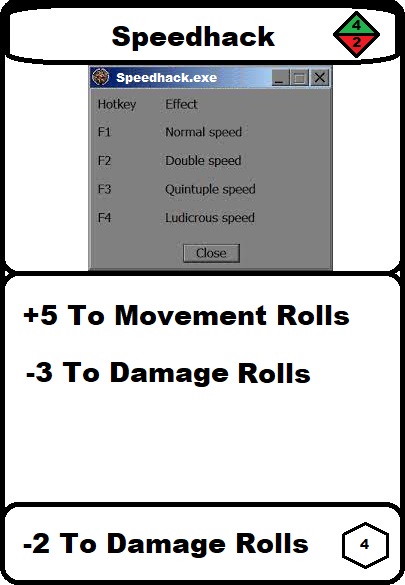 Speedhack
4
2
Speedhack.exe
Hotkey Effect
F1 Normal speed
F2 Double speed
F3 Quintuple speed
F4 Ludicrous speed
Close
+5 To Movement Rolls
-3 To Damage Rolls
-2 To Damage Rolls
4